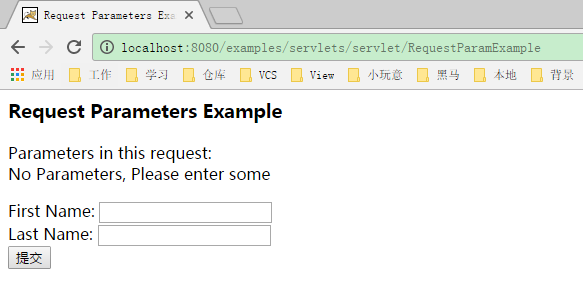 Request Parameters Exa
localhost:8080/examples/servlets/servlet/RequestParamExample
应用 工作 学习 仓库 VCS View 小玩意 黑马 本地 背景
Request Parameters Example
Parameters in this request:
No Parameters, Please enter some
First Name:
Last Name:
提交